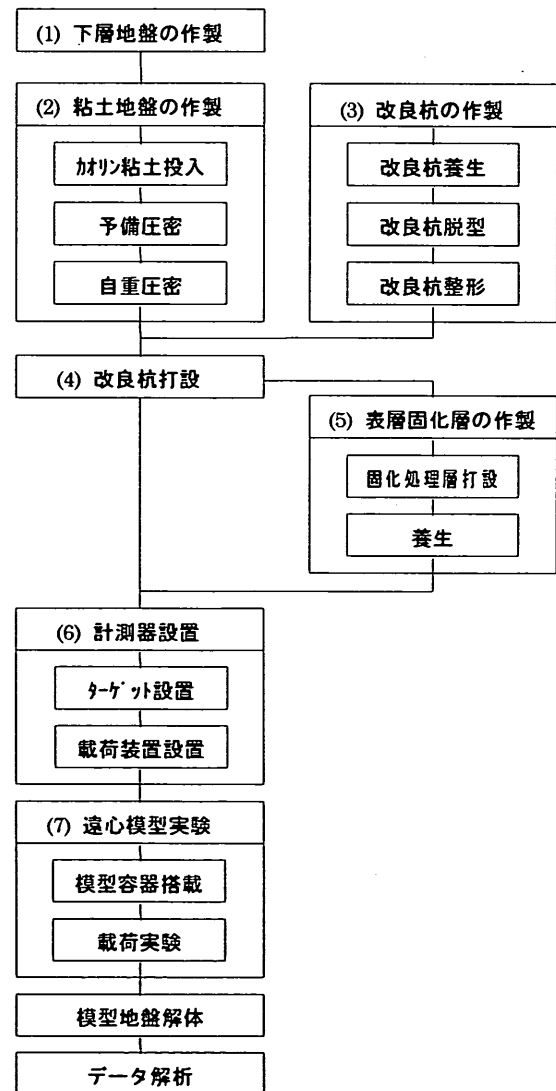 (1) 下層地盤の作製
(2) 粘土地盤の作製
ｶｵﾘﾝ粘土投入
予備圧密
自重圧密
(3) 改良杭の作製
改良杭養生
改良杭脱型
改良杭整形
(4) 改良杭打設
(5) 表層固化層の作製
固化処理層打設
養生
(6) 計測器設置
ﾀｰｹﾞｯﾄ設置
載荷装置設置
(7) 遠心模型実験
模型容器搭載
載荷実験
模型地盤解体
データ解析